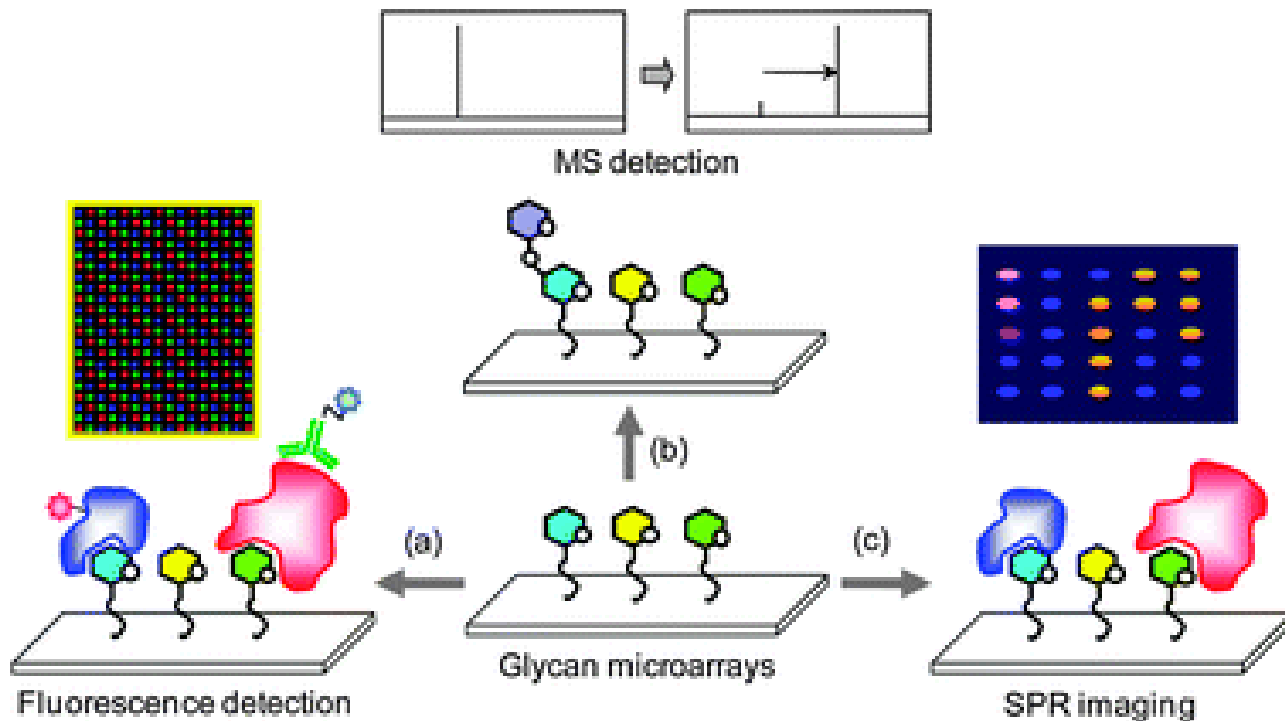 MS detection
(b)
(a)
(c)
Glycan microarrays
Fluorescence detection
SPR imaging